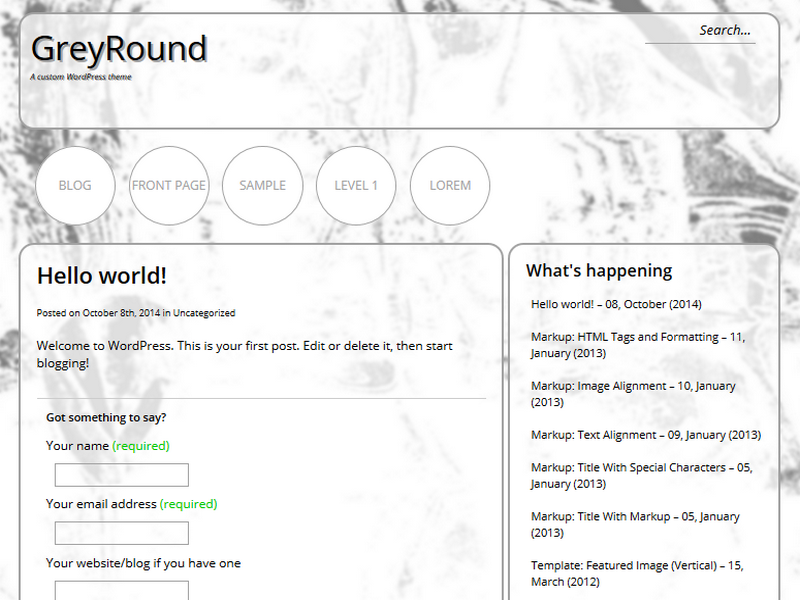 GreyRound
Search...
A custom WordPress theme
BLOG
FRONT PAGE
SAMPLE
LEVEL 1
LOREM
Hello world!
Posted on October 8th, 2014 in Uncategorized
Welcome to WordPress. This is your first post. Edit or delete it, then start
blogging!
Got something to say?
Your name (required)
Your email address (required)
Your website/blog if you have one
What's happening
Hello world! – 08, October (2014)
Markup: HTML Tags and Formatting – 11,
January (2013)
Markup: Image Alignment – 10, January
(2013)
Markup: Text Alignment – 09, January (2013)
Markup: Title With Special Characters – 05,
January (2013)
Markup: Title With Markup – 05, January
(2013)
Template: Featured Image (Vertical) – 15,
March (2012)